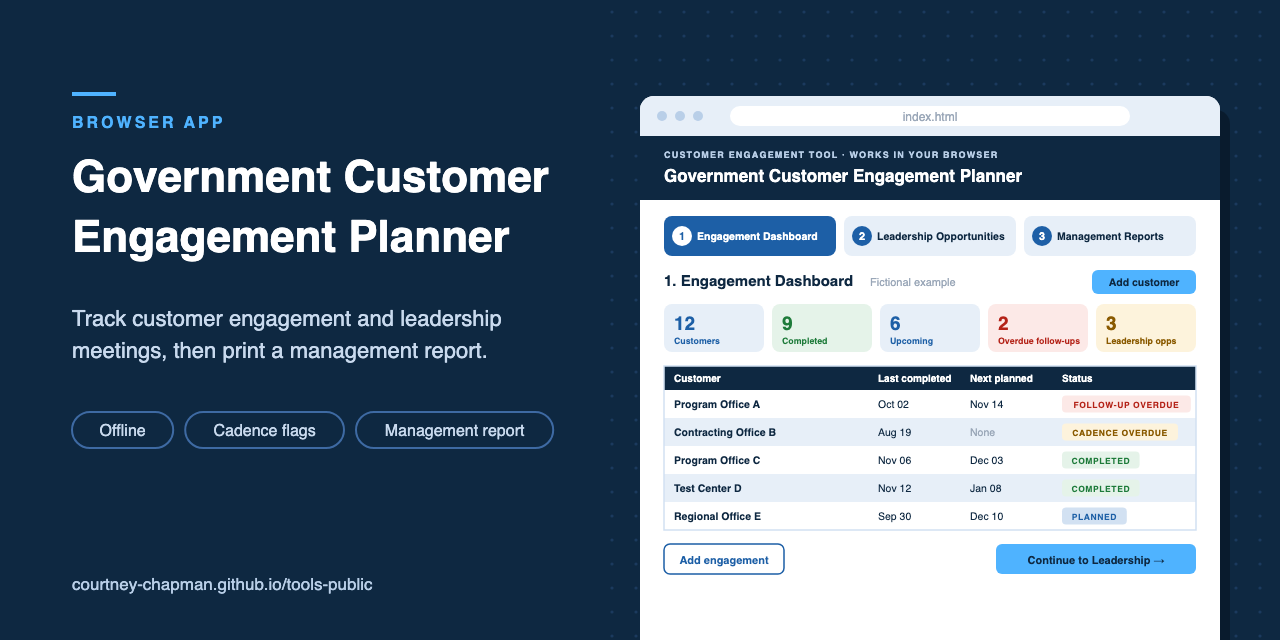 BROWSER APP
Government Customer
Engagement Planner
Track customer engagement and leadership
meetings, then print a management report.
Offline
Cadence flags
Management report
courtney-chapman.github.io/tools-public
index.html
CUSTOMER ENGAGEMENT TOOL · WORKS IN YOUR BROWSER
Government Customer Engagement Planner
1 Engagement Dashboard
2 Leadership Opportunities
3 Management Reports
1. Engagement Dashboard Fictional example Add customer
12
Customers
9
Completed
6
Upcoming
2
Overdue follow-ups
3
Leadership opps
Customer Last completed Next planned Status
Program Office A Oct 02 Nov 14 FOLLOW-UP OVERDUE
Contracting Office B Aug 19 None CADENCE OVERDUE
Program Office C Nov 06 Dec 03 COMPLETED
Test Center D Nov 12 Jan 08 COMPLETED
Regional Office E Sep 30 Dec 10 PLANNED
Add engagement
Continue to Leadership →